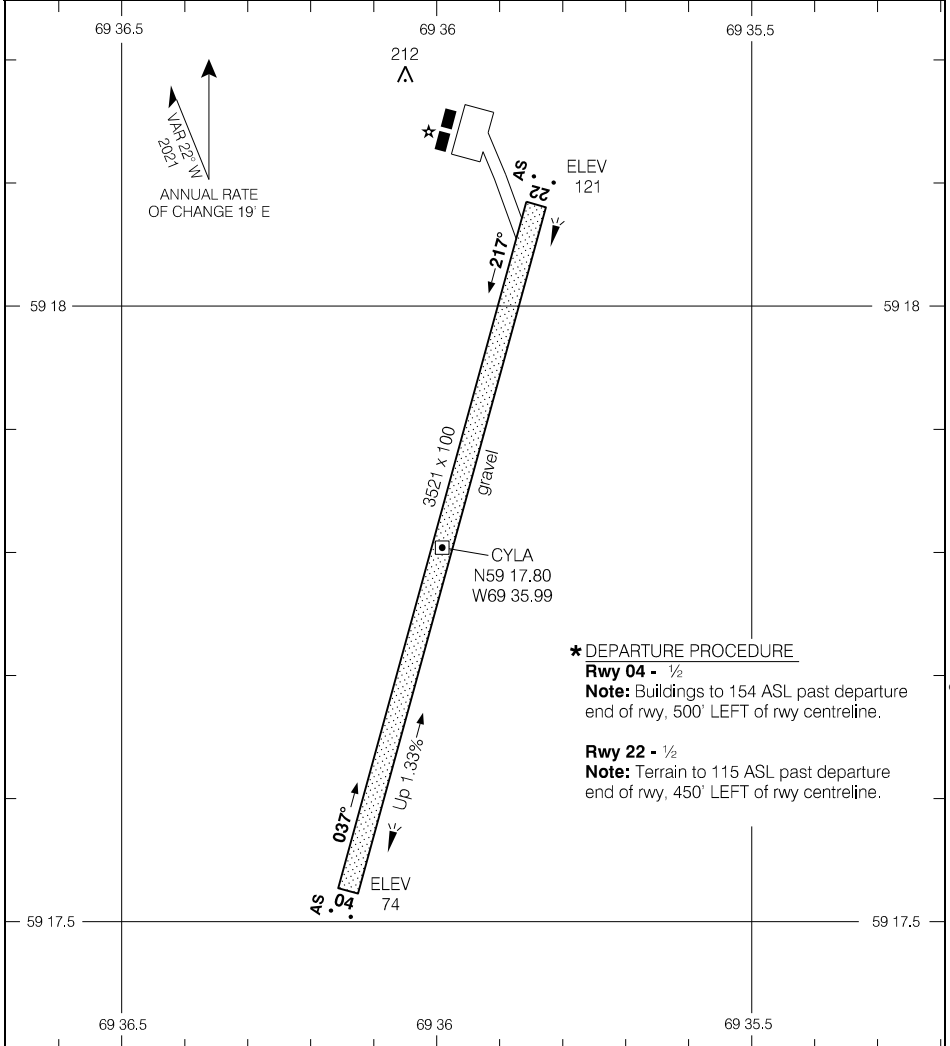 69 36.5
69 36
69 35.5
212
VAR 22° W
2021
ANNUAL RATE
OF CHANGE 19' E
AS
22
ELEV
121
217°
59 18
59 18
3521 x 100
gravel
CYLA
N59 17.80
W69 35.99
* DEPARTURE PROCEDURE
Rwy 04 - ½
Note: Buildings to 154 ASL past departure
end of rwy, 500' LEFT of rwy centreline.
Rwy 22 - ½
Note: Terrain to 115 ASL past departure
end of rwy, 450' LEFT of rwy centreline.
Up 1.33%
037°
AS
04
ELEV
74
59 17.5
59 17.5
69 36.5
69 36
69 35.5